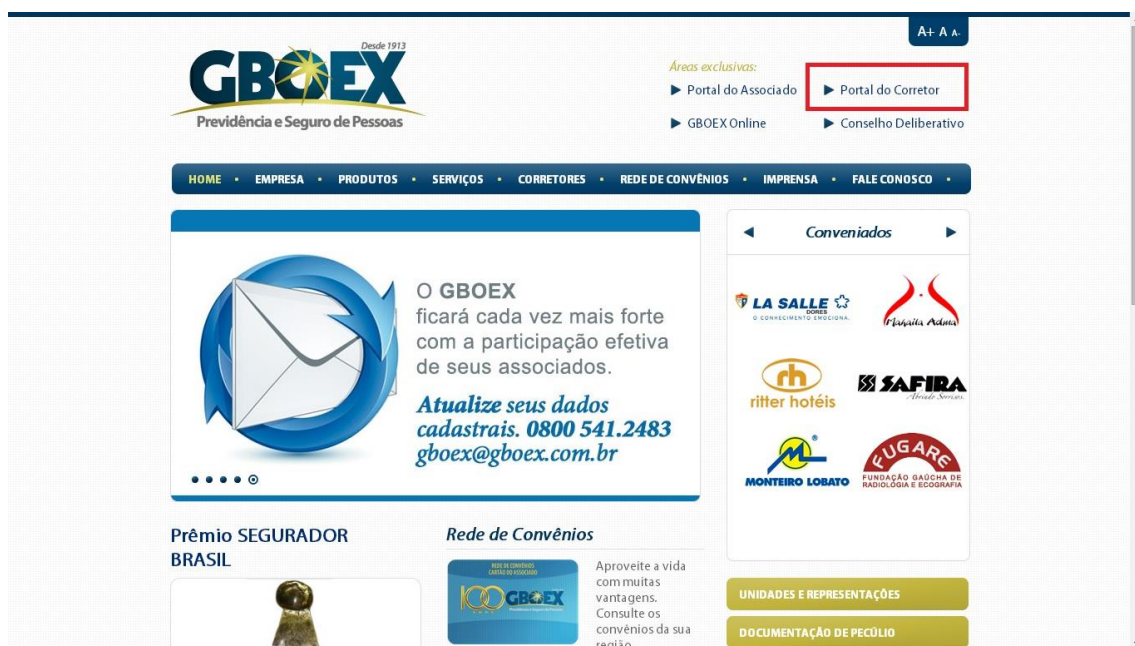 A+ A A-
Desde 1913
GBOEX
Previdência e Seguro de Pessoas
Áreas exclusivas:
Portal do Associado
Portal do Corretor
GBOEX Online
Conselho Deliberativo
HOME • EMPRESA • PRODUTOS • SERVIÇOS • CORRETORES • REDE DE CONVÊNIOS • IMPRENSA • FALE CONOSCO •
O GBOEX
ficará cada vez mais forte
com a participação efetiva
de seus associados.
Atualize seus dados
cadastrais. 0800 541.2483
gboex@gboex.com.br
Conveniados
LA SALLE
DORES
O CONHECIMENTO EMOCIONA.
Mahaila Adma
rh
ritter hotéis
SAFIRA
MONTEIRO LOBATO
FUGARE
FUNDAÇÃO GAÚCHA DE
RADIOLOGIA E ECOGRAFIA
Prêmio SEGURADOR
BRASIL
Rede de Convênios
REDE DE CONVÊNIOS
CARTÃO DO ASSOCIADO
100 GBOEX
Aproveite a vida
com muitas
vantagens.
Consulte os
convênios da sua
região
UNIDADES E REPRESENTAÇÕES
DOCUMENTAÇÃO DE PECÚLIO